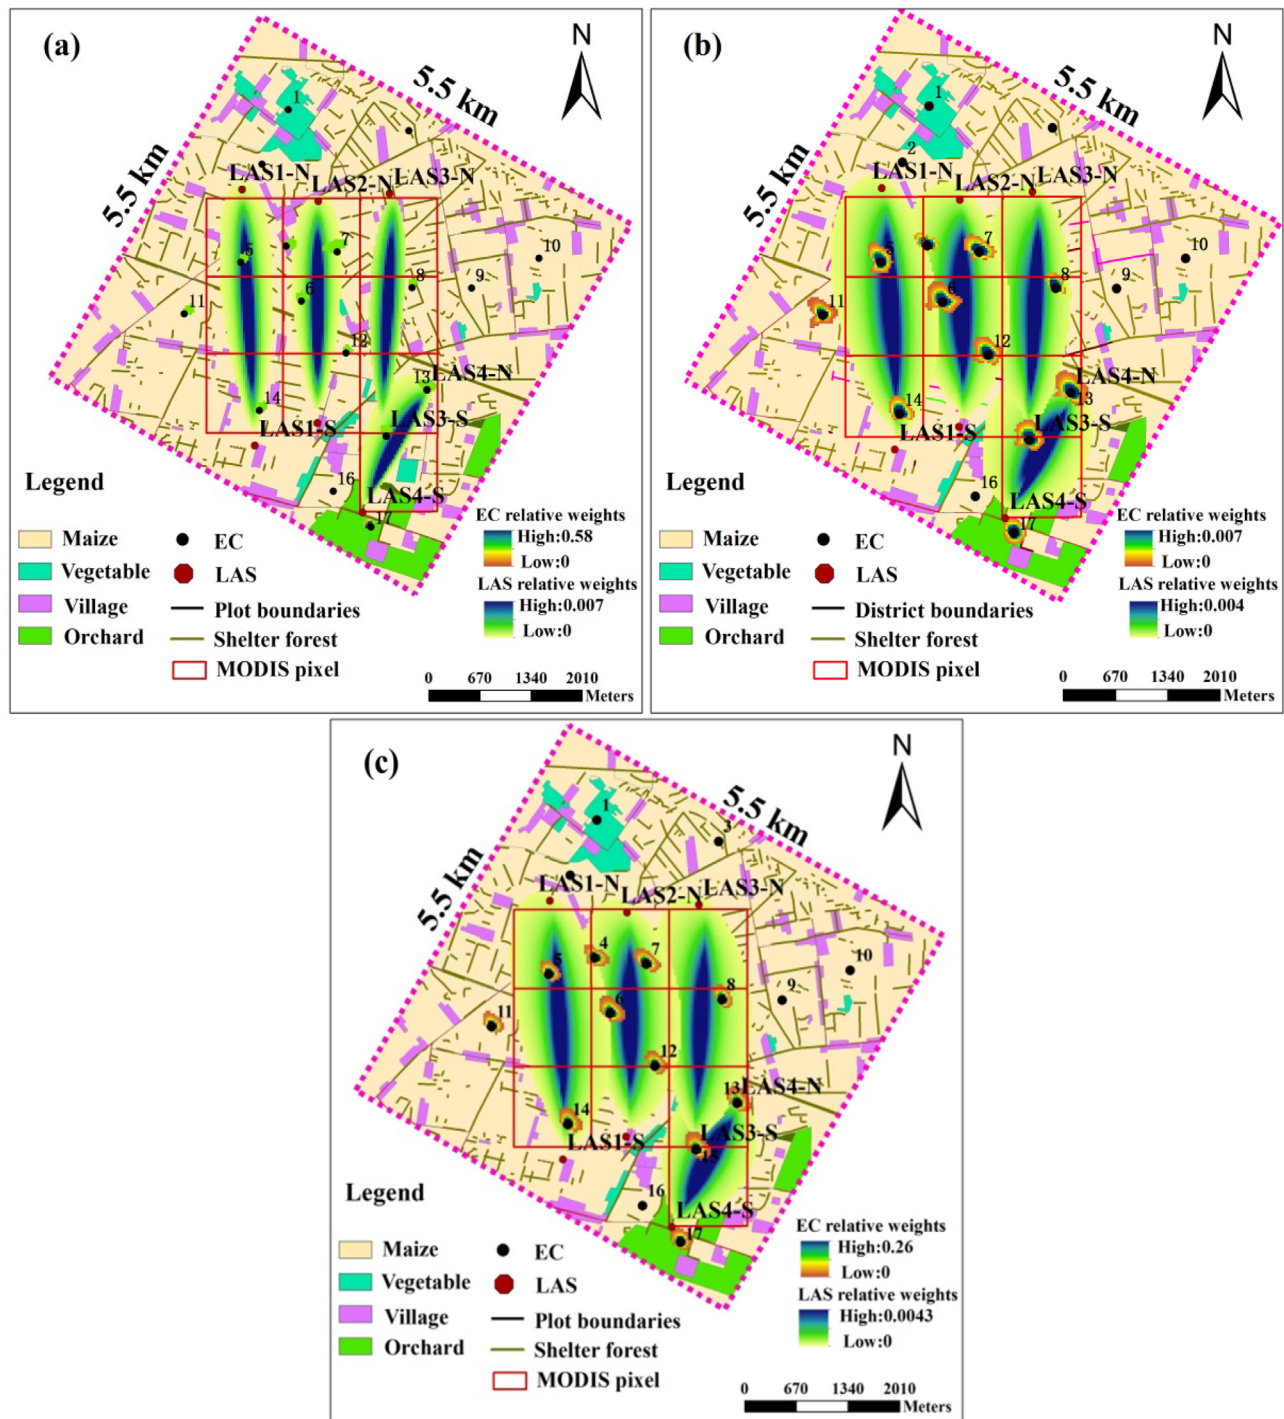 (a)
N
5.5 km
5.5 km
1
LAS1-N
LAS2-N
LAS3-N
5
7
10
6
8
9
11
12
13
LAS4-N
14
LAS3-S
LAS1-S
16
LAS4-S
17
Legend
Maize
Vegetable
Village
Orchard
EC
LAS
Plot boundaries
Shelter forest
MODIS pixel
EC relative weights
High:0.58
Low:0
LAS relative weights
High:0.007
Low:0
0 670 1340 2010
Meters
(b)
N
5.5 km
5.5 km
1
2
LAS1-N
LAS2-N
LAS3-N
5
7
10
6
8
9
11
12
LAS4-N
13
14
LAS3-S
LAS1-S
16
LAS4-S
17
Legend
Maize
Vegetable
Village
Orchard
EC
LAS
District boundaries
Shelter forest
MODIS pixel
EC relative weights
High:0.007
Low:0
LAS relative weights
High:0.004
Low:0
0 670 1340 2010
Meters
(c)
N
5.5 km
5.5 km
1
3
LAS1-N
LAS2-N
LAS3-N
4
7
5
10
6
8
9
11
12
13
LAS4-N
14
LAS3-S
LAS1-S
15
16
LAS4-S
17
Legend
Maize
Vegetable
Village
Orchard
EC
LAS
Plot boundaries
Shelter forest
MODIS pixel
EC relative weights
High:0.26
Low:0
LAS relative weights
High:0.0043
Low:0
0 670 1340 2010
Meters